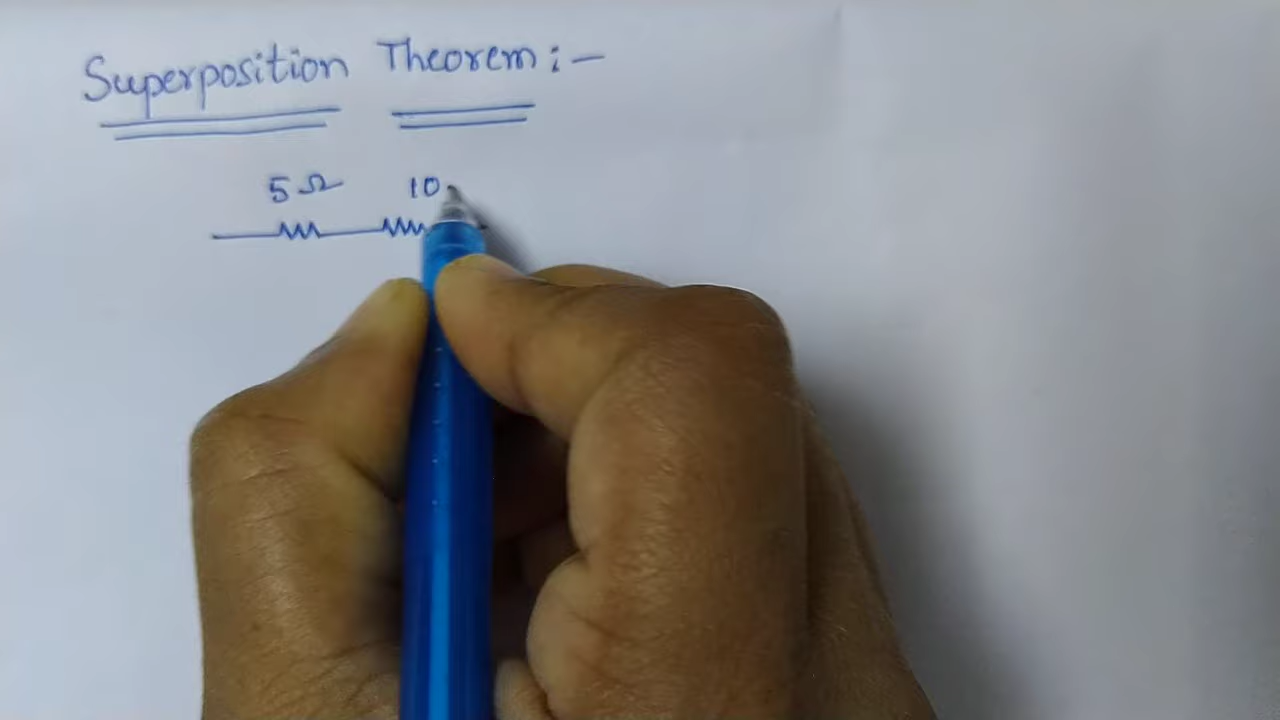 Superposition Theorem :-
5 Ω 10